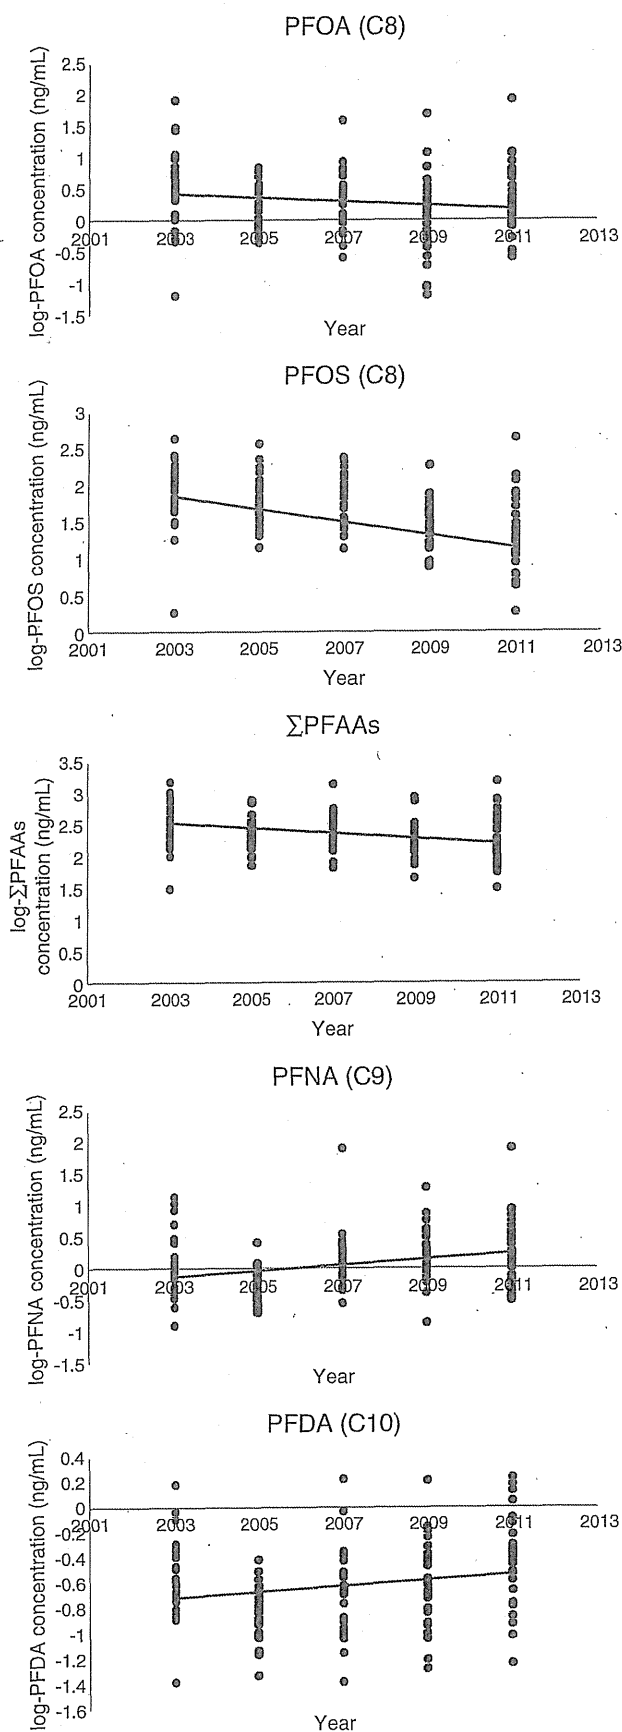 PFOA (C8)
log-PFOA concentration (ng/mL)
2.5
2
1.5
1
0.5
0
-0.5
-1
-1.5
2001 2003 2005 2007 2009 2011 2013
Year
PFOS (C8)
log-PFOS concentration (ng/mL)
3
2.5
2
1.5
1
0.5
0
2001 2003 2005 2007 2009 2011 2013
Year
∑PFAAs
log-∑PFAAs
concentration (ng/mL)
3.5
3
2.5
2
1.5
1
0.5
0
2001 2003 2005 2007 2009 2011 2013
Year
PFNA (C9)
log-PFNA concentration (ng/mL)
2.5
2
1.5
1
0.5
0
-0.5
-1
-1.5
2001 2003 2005 2007 2009 2011 2013
Year
PFDA (C10)
log-PFDA concentration (ng/mL)
0.4
0.2
0
-0.2
-0.4
-0.6
-0.8
-1
-1.2
-1.4
-1.6
2001 2003 2005 2007 2009 2011 2013
Year